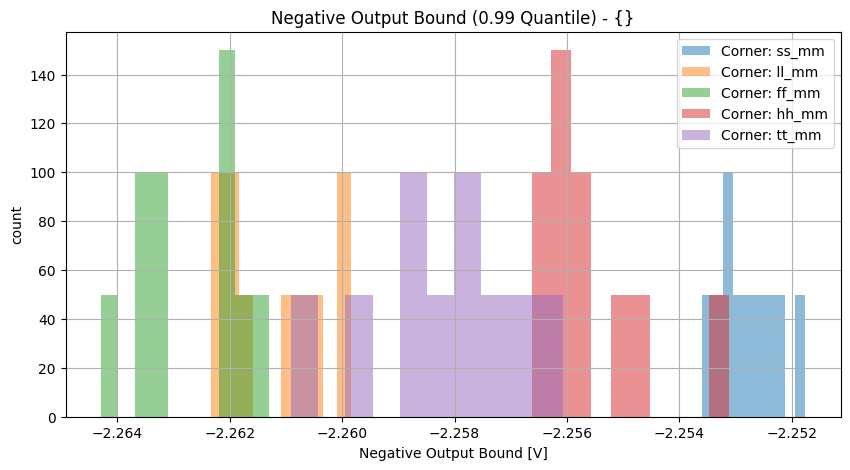 Negative Output Bound (0.99 Quantile) - {}
Corner: ss_mm
Corner: ll_mm
Corner: ff_mm
Corner: hh_mm
Corner: tt_mm
140
120
100
80
60
40
20
0
count
−2.264 −2.262 −2.260 −2.258 −2.256 −2.254 −2.252
Negative Output Bound [V]